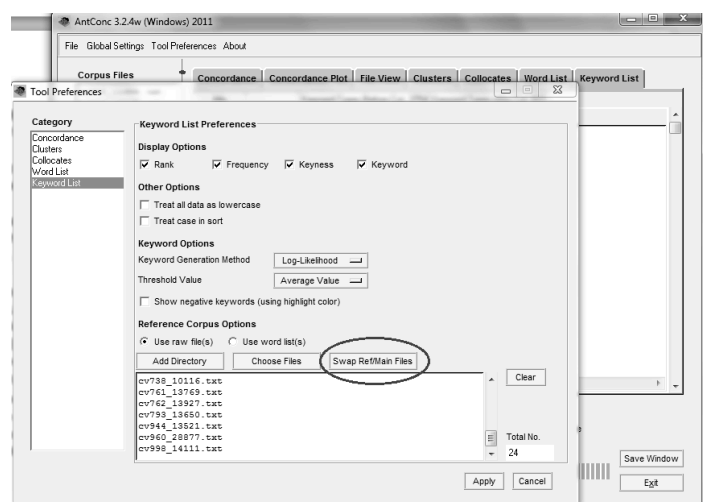 AntConc 3.2.4w (Windows) 2011
File Global Settings Tool Preferences About
Corpus Files
Concordance Concordance Plot File View Clusters Collocates Word List Keyword List
Tool Preferences
Category
Concordance
Clusters
Collocates
Word List
Keyword List
Keyword List Preferences
Display Options
Rank Frequency Keyness Keyword
Other Options
Treat all data as lowercase
Treat case in sort
Keyword Options
Keyword Generation Method Log-Likelihood
Threshold Value Average Value
Show negative keywords (using highlight color)
Reference Corpus Options
Use raw file(s) Use word list(s)
Add Directory Choose Files Swap Ref/Main Files
cv738_10116.txt
cv761_13769.txt
cv762_13927.txt
cv793_13650.txt
cv944_13521.txt
cv960_28877.txt
cv998_14111.txt
Clear
Total No.
24
Apply Cancel
Save Window
Exit